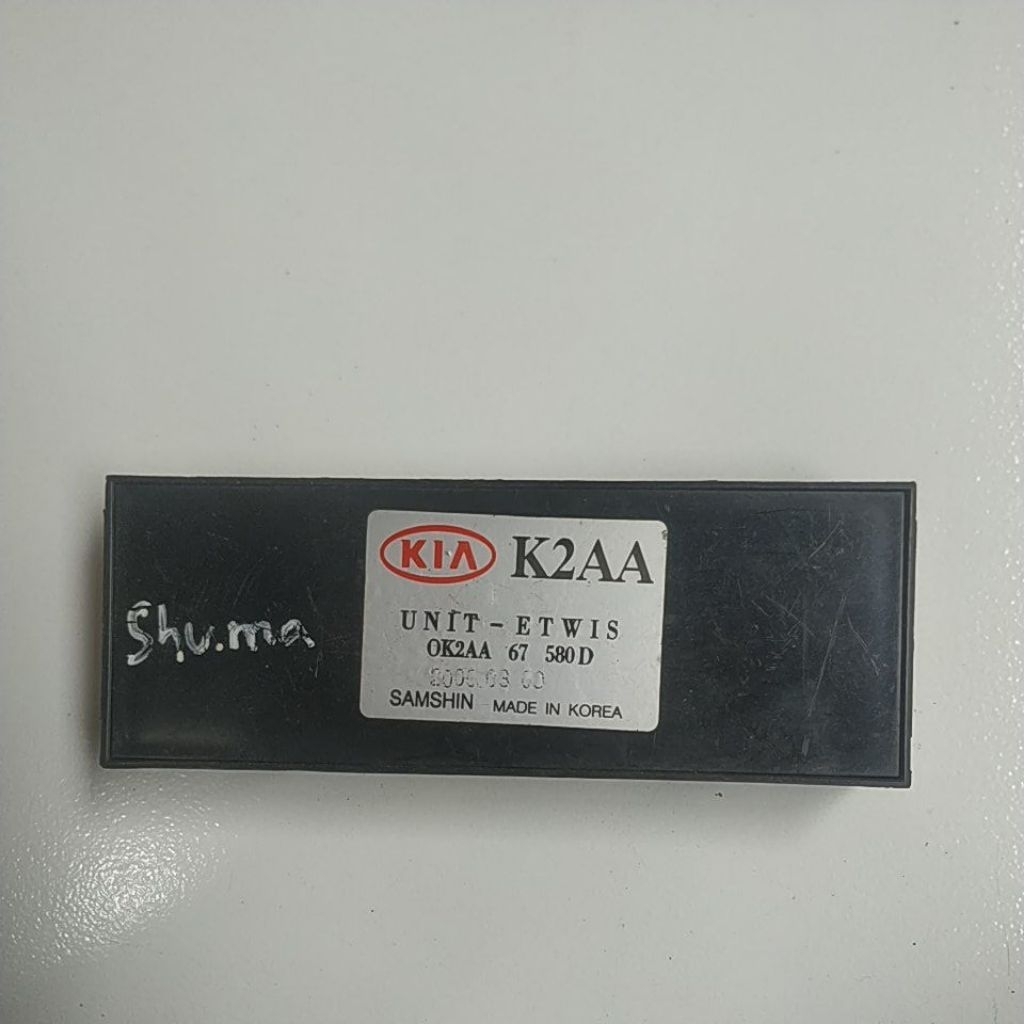 Shu.ma
KIA K2AA
UNIT - ETWIS
OK2AA 67 580D
SAMSHIN MADE IN KOREA